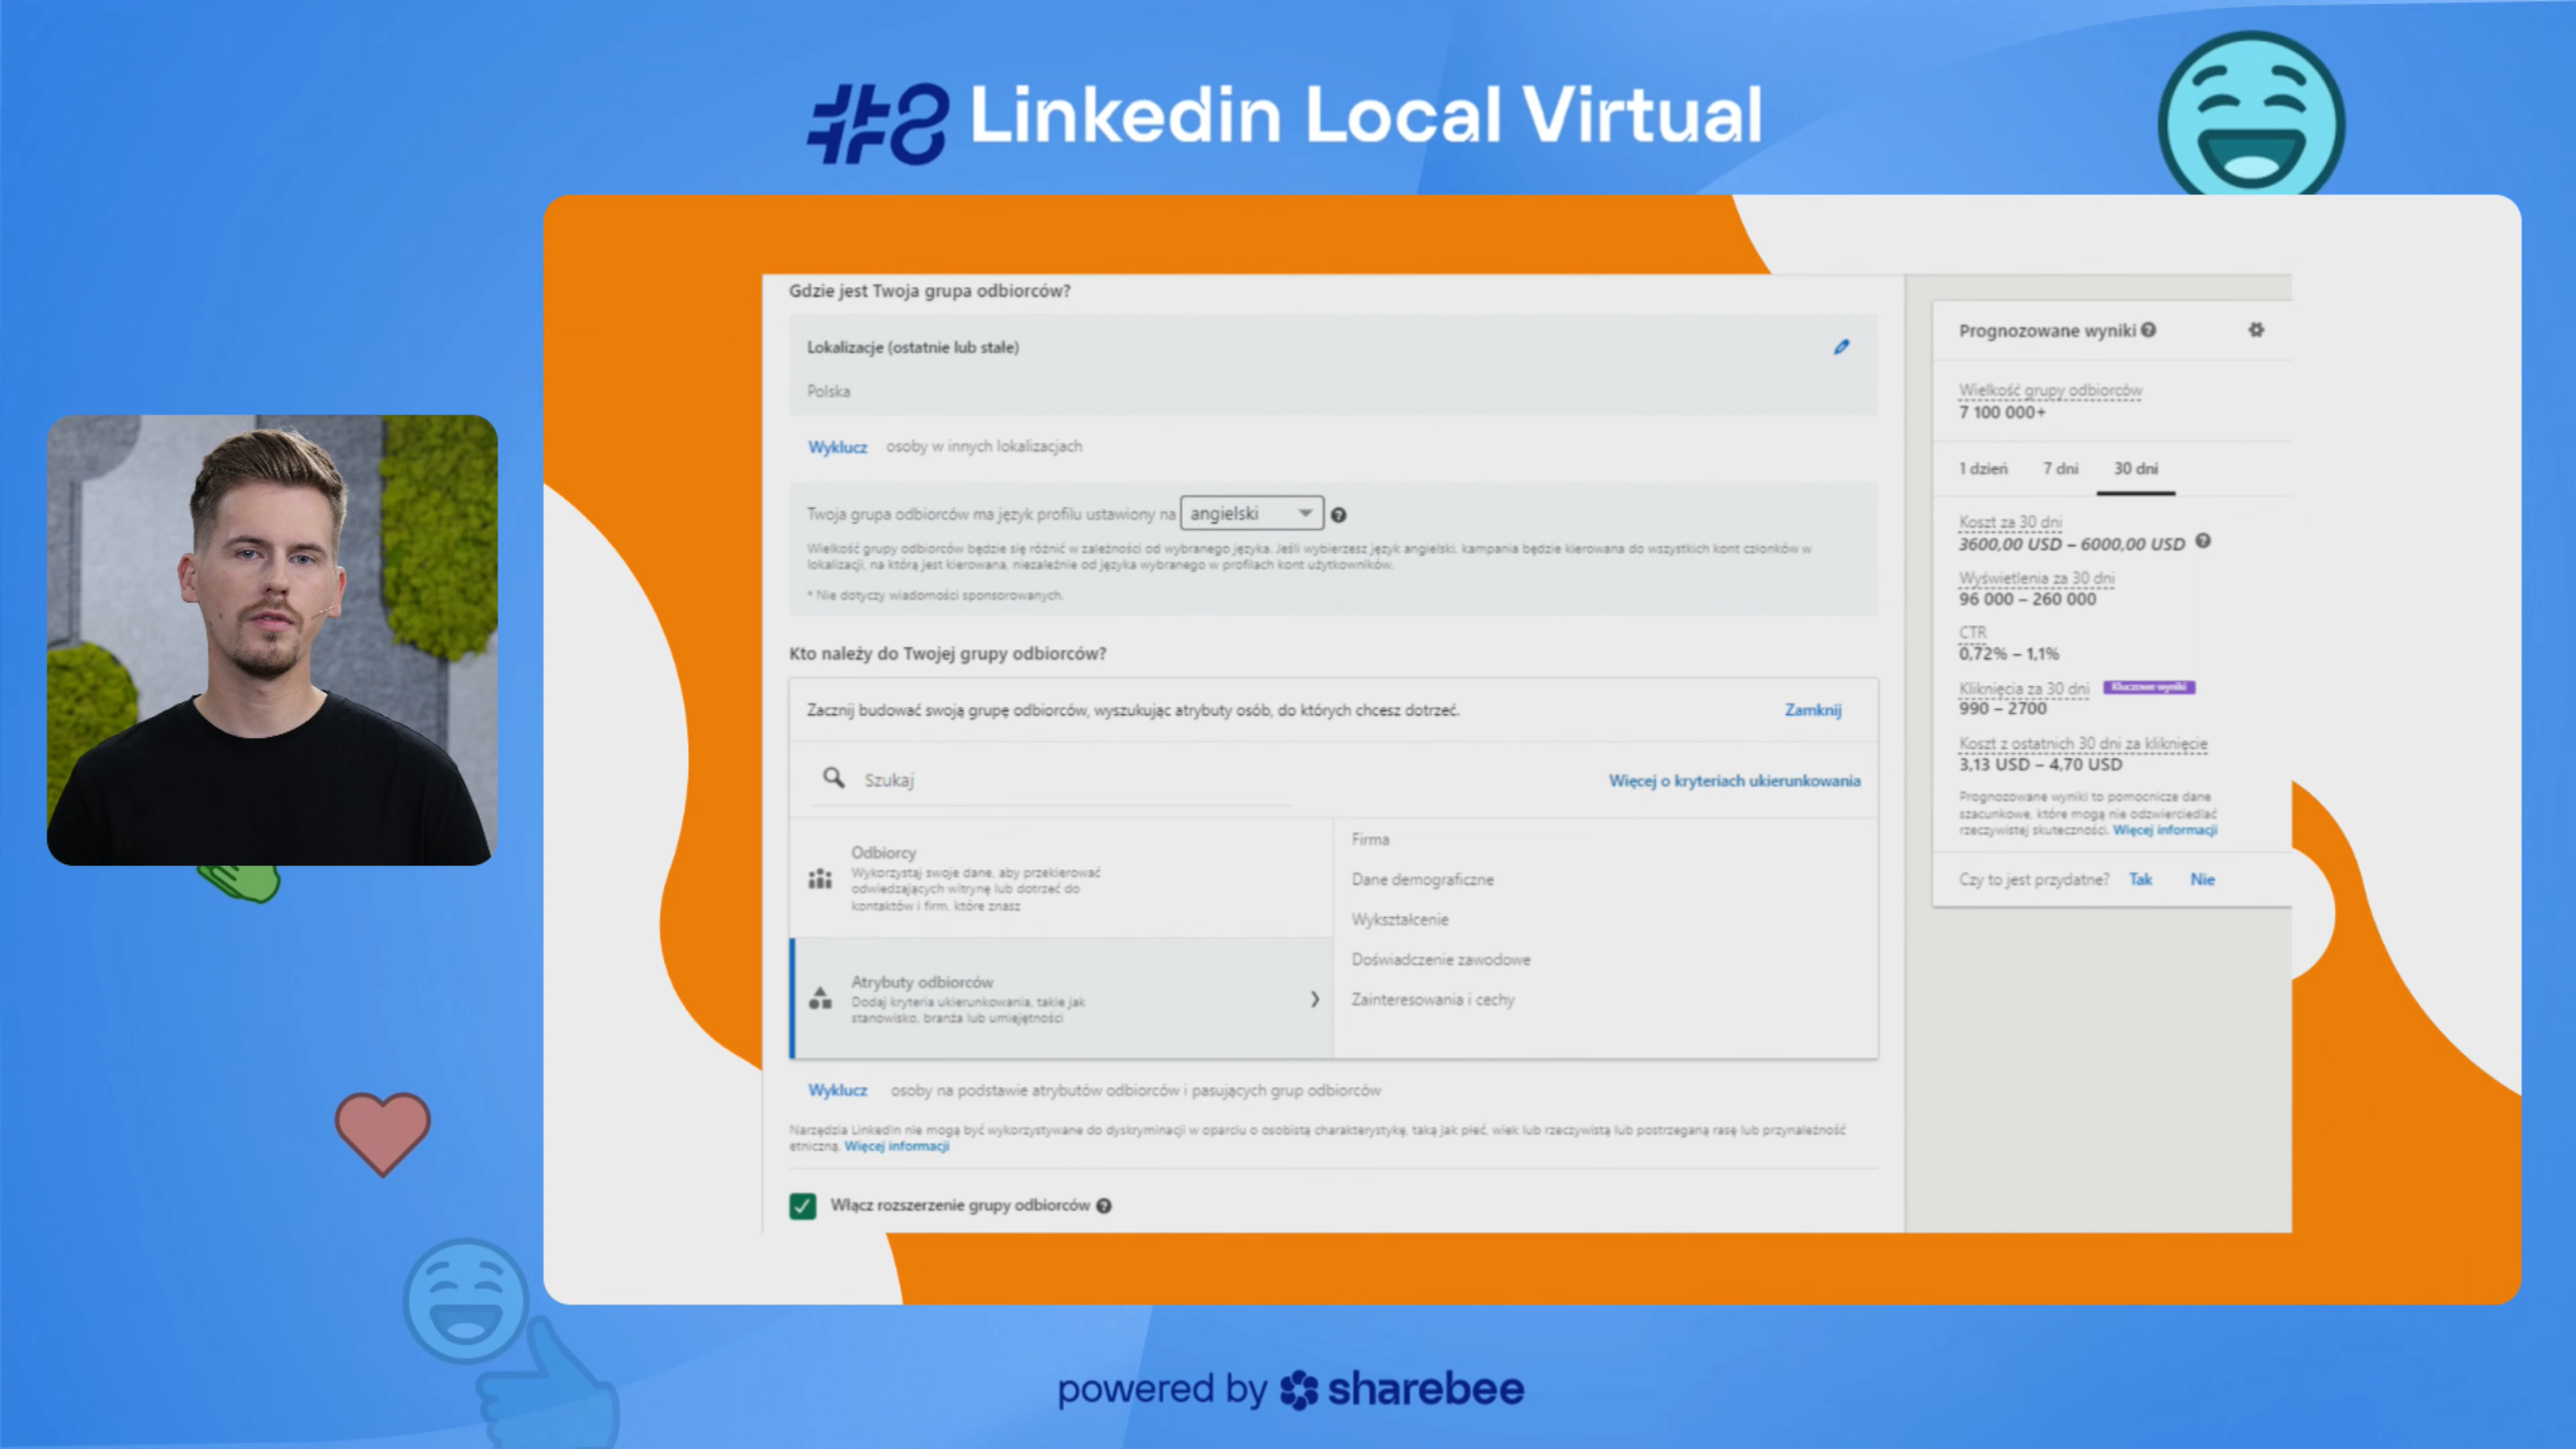 #8 Linkedin Local Virtual
Gdzie jest Twoja grupa odbiorców?
Lokalizacje (ostatnie lub stałe)
Polska
Wyklucz osoby w innych lokalizacjach
Twoja grupa odbiorców ma język profilu ustawiony na angielski
Wielkość grupy odbiorców będzie się różnić w zależności od wybranego języka. Jeśli wybierzesz język angielski, kampania będzie kierowana do wszystkich kont członków w
lokalizacji, na którą jest kierowana, niezależnie od języka wybranego w profilach kont użytkowników.
* Nie dotyczy wiadomości sponsorowanych.
Kto należy do Twojej grupy odbiorców?
Zacznij budować swoją grupę odbiorców, wyszukując atrybuty osób, do których chcesz dotrzeć.
Zamknij
Szukaj
Więcej o kryteriach ukierunkowania
Odbiorcy
Wykorzystaj swoje dane, aby przekierować
odwiedzających witrynę lub dotrzeć do
kontaktów i firm, które znasz
Atrybuty odbiorców
Dodaj kryteria ukierunkowania, takie jak
stanowisko, branża lub umiejętności
Firma
Dane demograficzne
Wykształcenie
Doświadczenie zawodowe
Zainteresowania i cechy
Wyklucz osoby na podstawie atrybutów odbiorców i pasujących grup odbiorców
Narzędzia LinkedIn nie mogą być wykorzystywane do dyskryminacji w oparciu o osobistą charakterystykę, taką jak płeć, wiek lub rzeczywistą lub postrzeganą rasę lub przynależność
etniczną. Więcej informacji
Włącz rozszerzenie grupy odbiorców
Prognozowane wyniki
Wielkość grupy odbiorców
7 100 000+
1 dzień 7 dni 30 dni
Koszt za 30 dni
3600,00 USD – 6000,00 USD
Wyświetlenia za 30 dni
96 000 – 260 000
CTR
0,72% – 1,1%
Kliknięcia za 30 dni Kluczowe wyniki
990 – 2700
Koszt z ostatnich 30 dni za kliknięcie
3,13 USD – 4,70 USD
Prognozowane wyniki to pomocnicze dane
szacunkowe, które mogą nie odzwierciedlać
rzeczywistej skuteczności. Więcej informacji
Czy to jest przydatne? Tak Nie
powered by sharebee